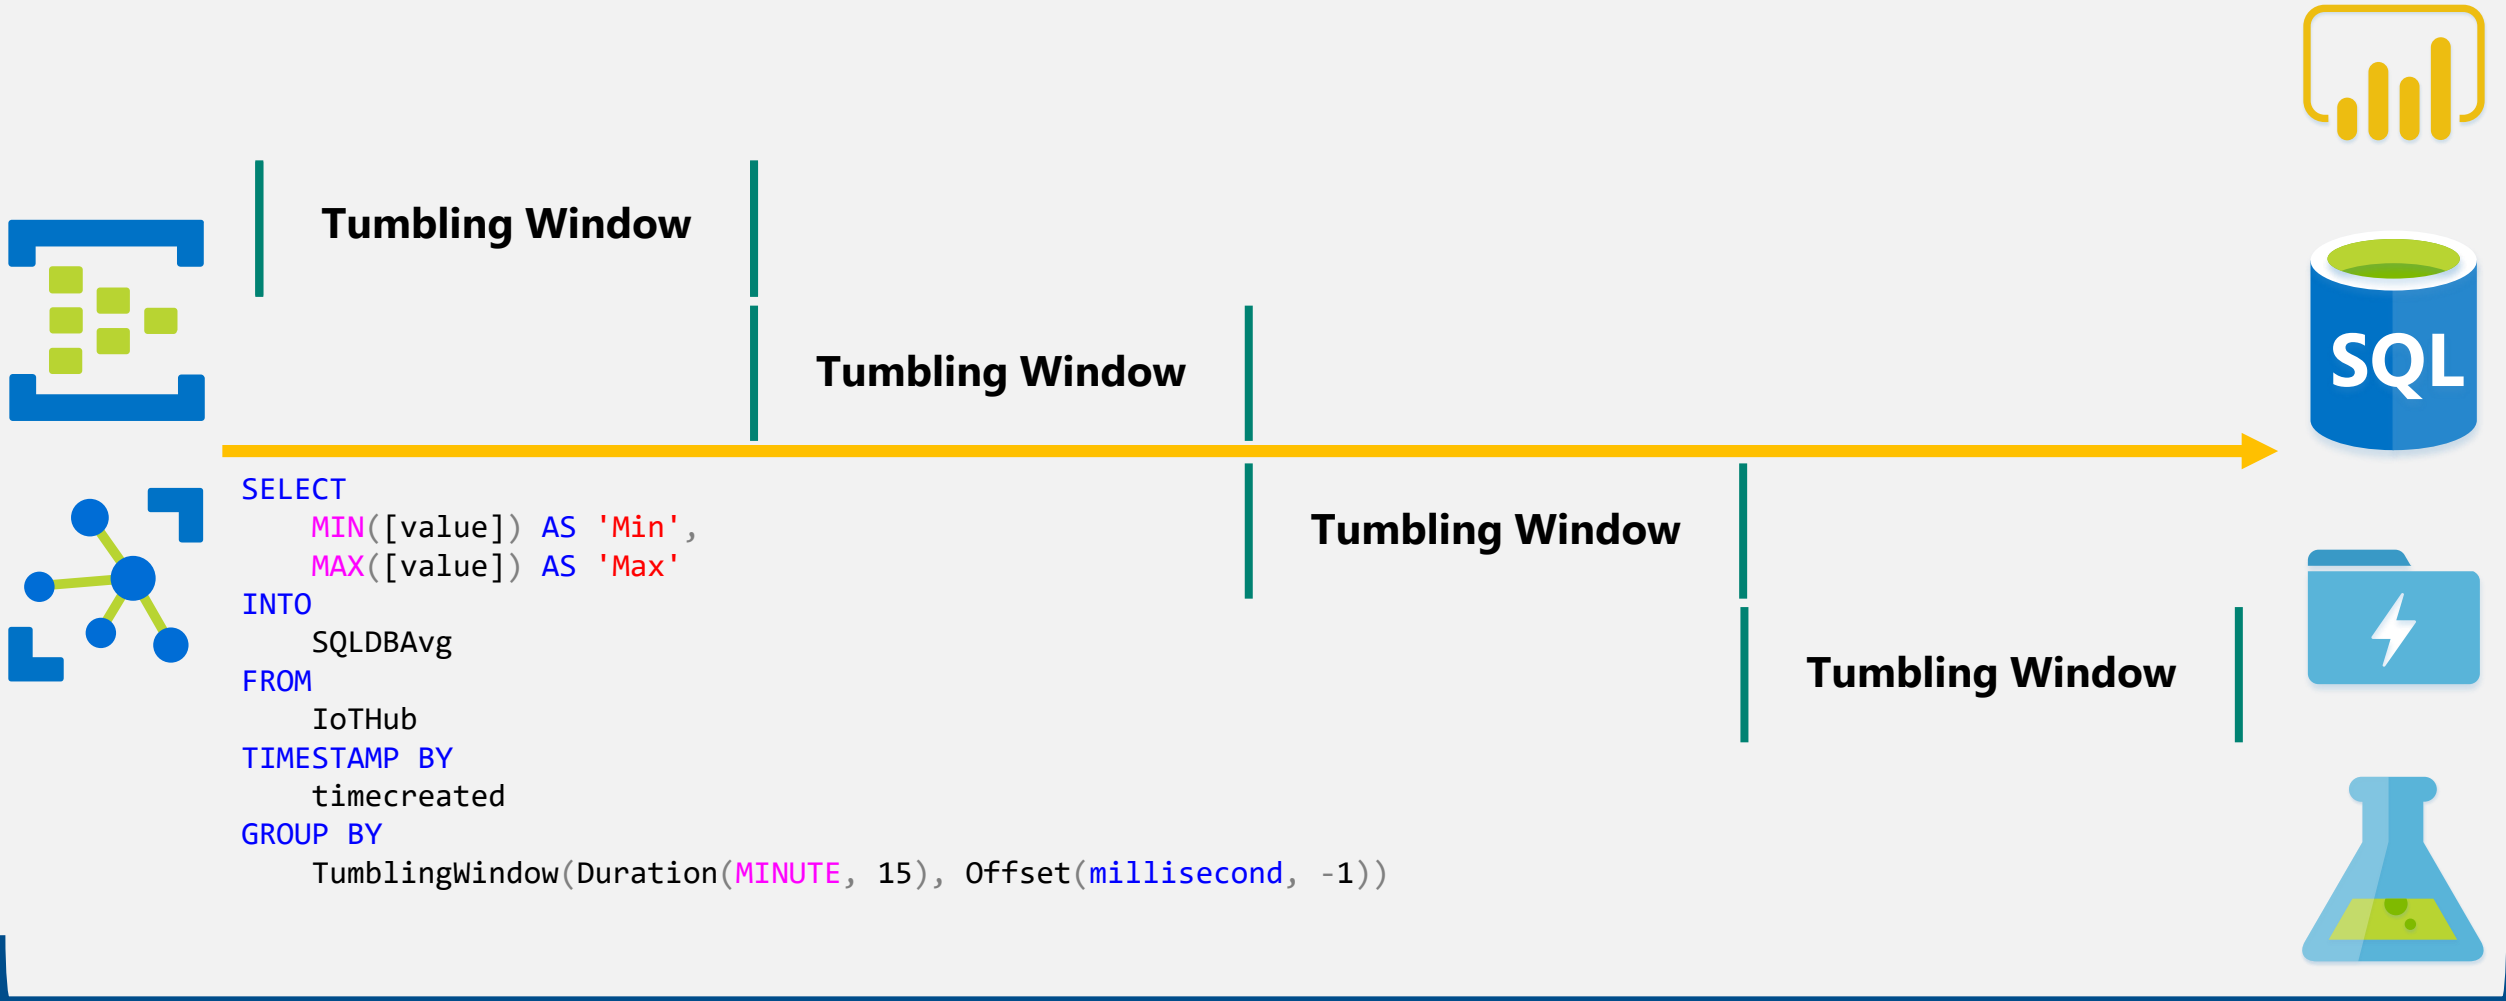 Tumbling Window
Tumbling Window
SQL
SELECT
    MIN([value]) AS 'Min',
    MAX([value]) AS 'Max'
INTO
    SQLDBAvg
FROM
    IoTHub
TIMESTAMP BY
    timecreated
GROUP BY
    TumblingWindow(Duration(MINUTE, 15), Offset(millisecond, -1))
Tumbling Window
Tumbling Window